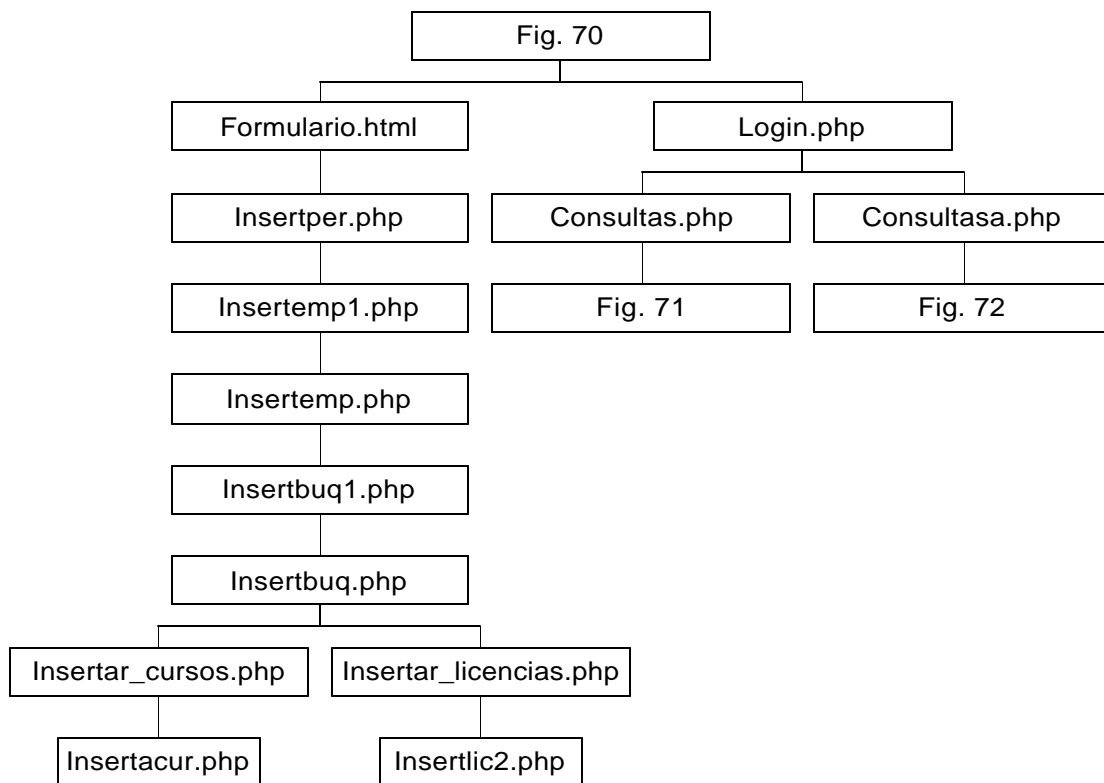 Fig. 70
Formulario.html
Login.php
Insertper.php
Consultas.php
Consultasa.php
Insertemp1.php
Fig. 71
Fig. 72
Insertemp.php
Insertbuq1.php
Insertbuq.php
Insertar_cursos.php
Insertar_licencias.php
Insertacur.php
Insertlic2.php